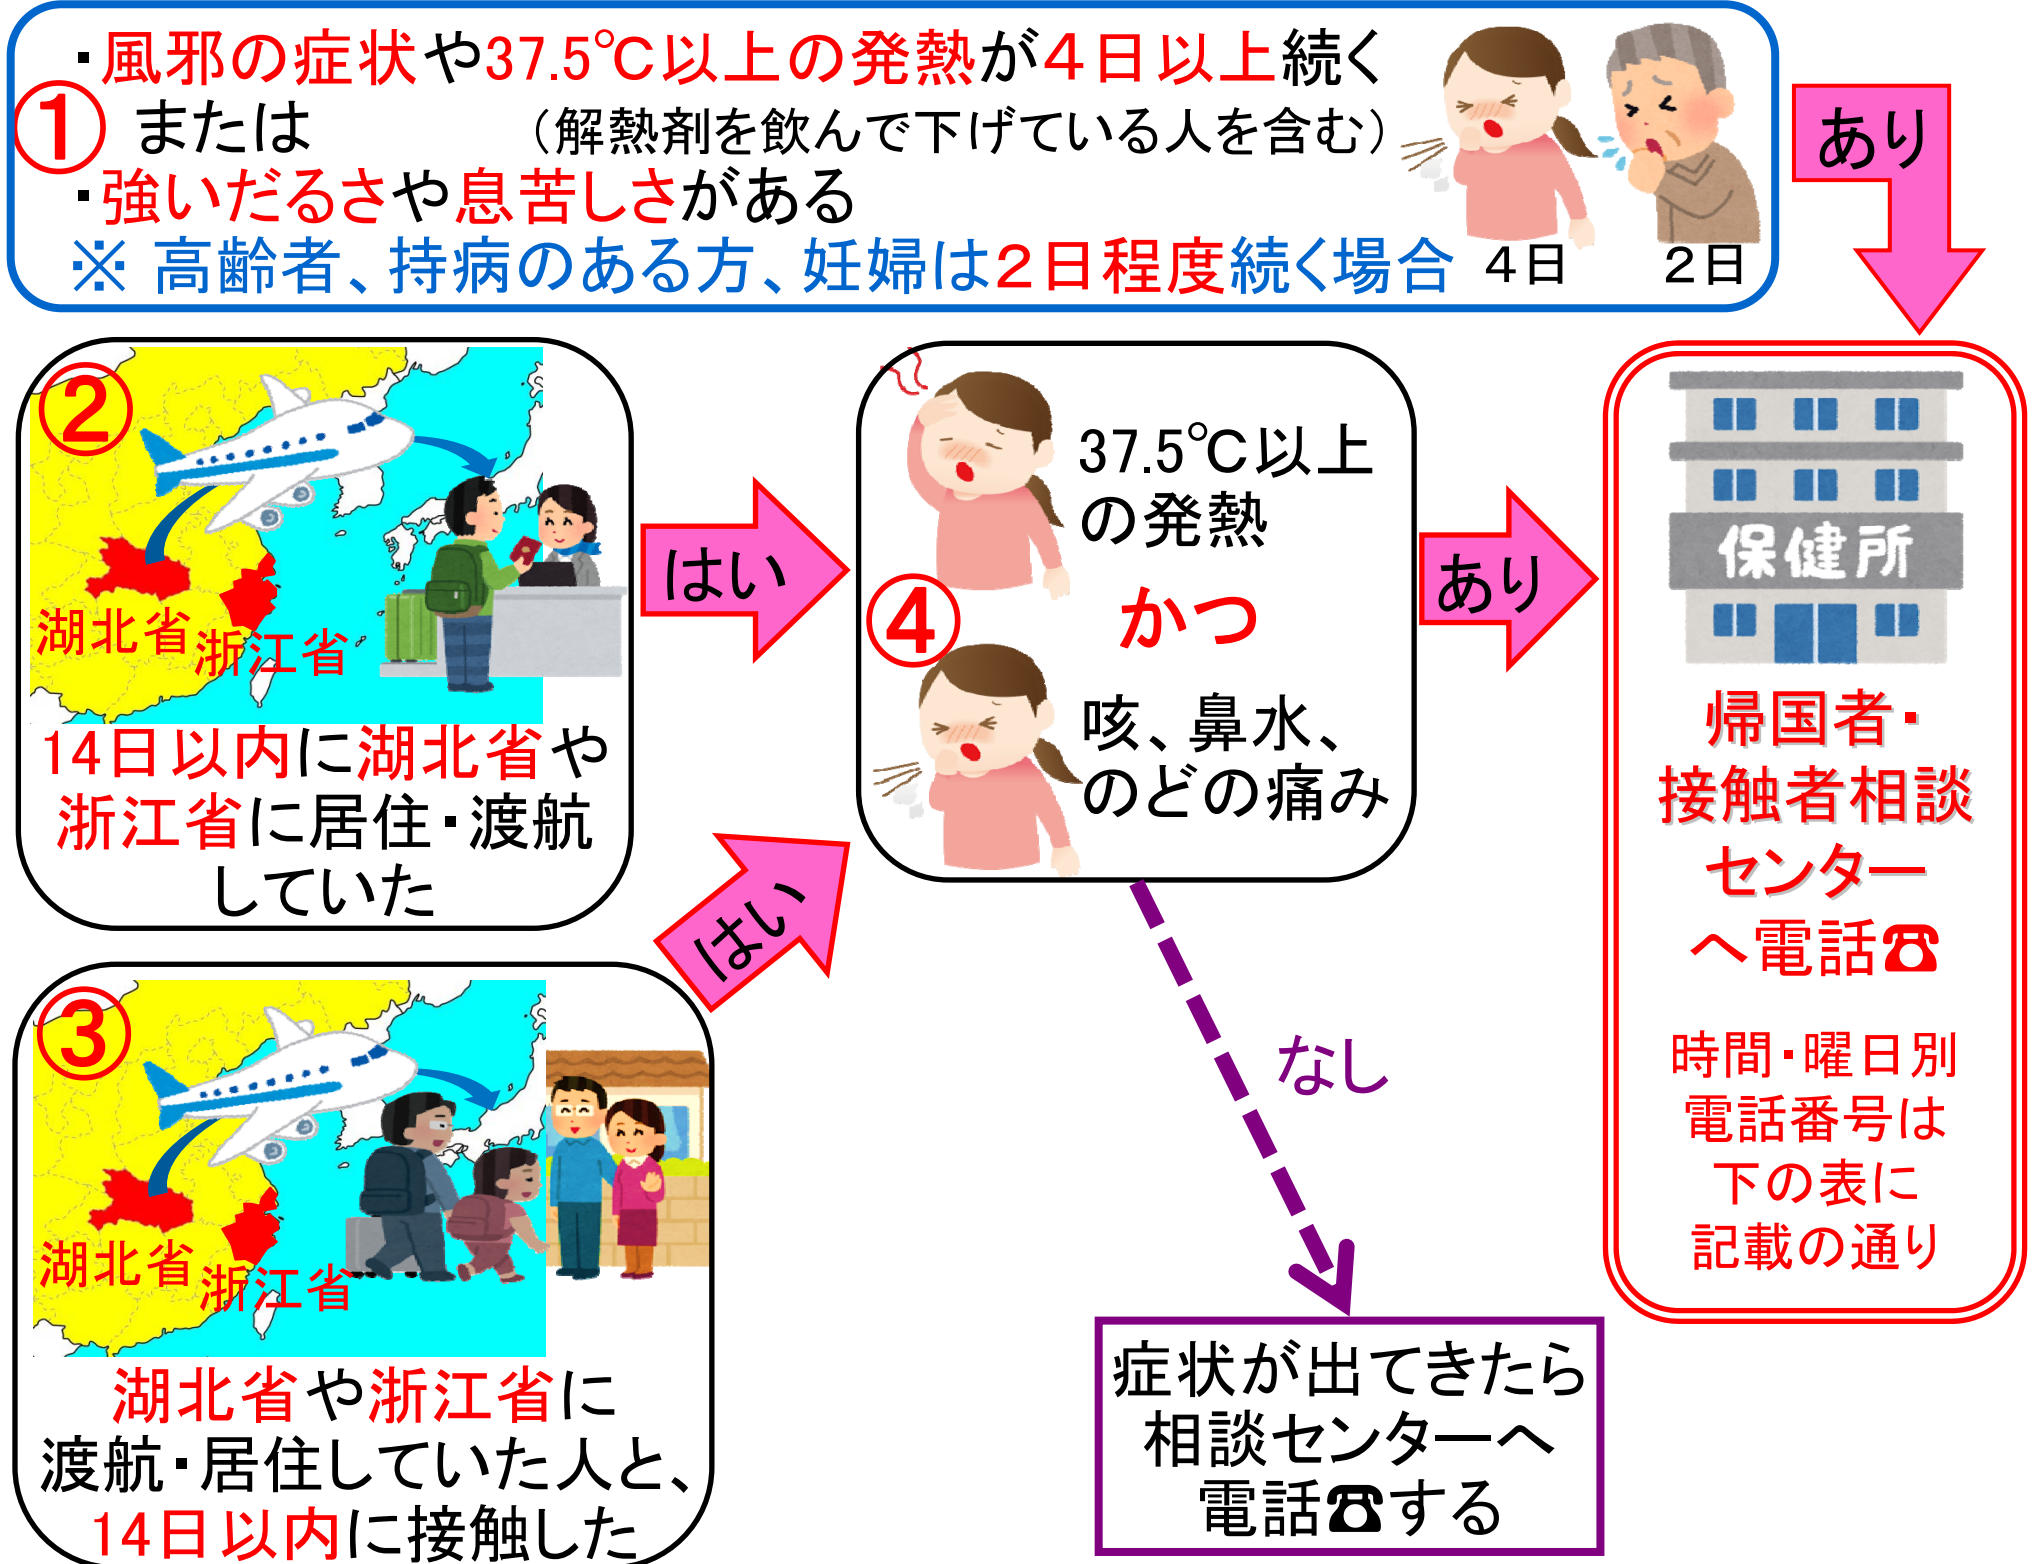 ①
・風邪の症状や37.5℃以上の発熱が４日以上続く
または　（解熱剤を飲んで下げている人を含む）
・強いだるさや息苦しさがある
※ 高齢者、持病のある方、妊婦は２日程度続く場合
４日　２日
あり
②
湖北省
浙江省
14日以内に湖北省や
浙江省に居住・渡航
していた
はい
③
湖北省
浙江省
湖北省や浙江省に
渡航・居住していた人と、
14日以内に接触した
はい
④
37.5℃以上
の発熱
かつ
咳、鼻水、
のどの痛み
あり
なし
症状が出てきたら
相談センターへ
電話☎する
保健所
帰国者・
接触者相談
センター
へ電話☎
時間・曜日別
電話番号は
下の表に
記載の通り